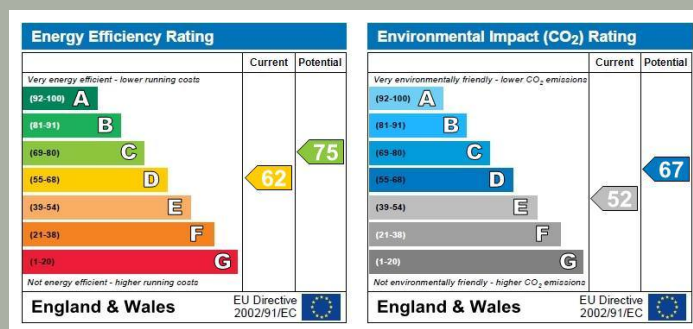 Energy Efficiency Rating
Current Potential
Very energy efficient - lower running costs
(92-100) A
(81-91) B
(69-80) C
75
(55-68) D
62
(39-54) E
(21-38) F
(1-20) G
Not energy efficient - higher running costs
England & Wales
EU Directive
2002/91/EC
Environmental Impact (CO₂) Rating
Current Potential
Very environmentally friendly - lower CO₂ emissions
(92-100) A
(81-91) B
(69-80) C
(55-68) D
67
(39-54) E
52
(21-38) F
(1-20) G
Not environmentally friendly - higher CO₂ emissions
England & Wales
EU Directive
2002/91/EC